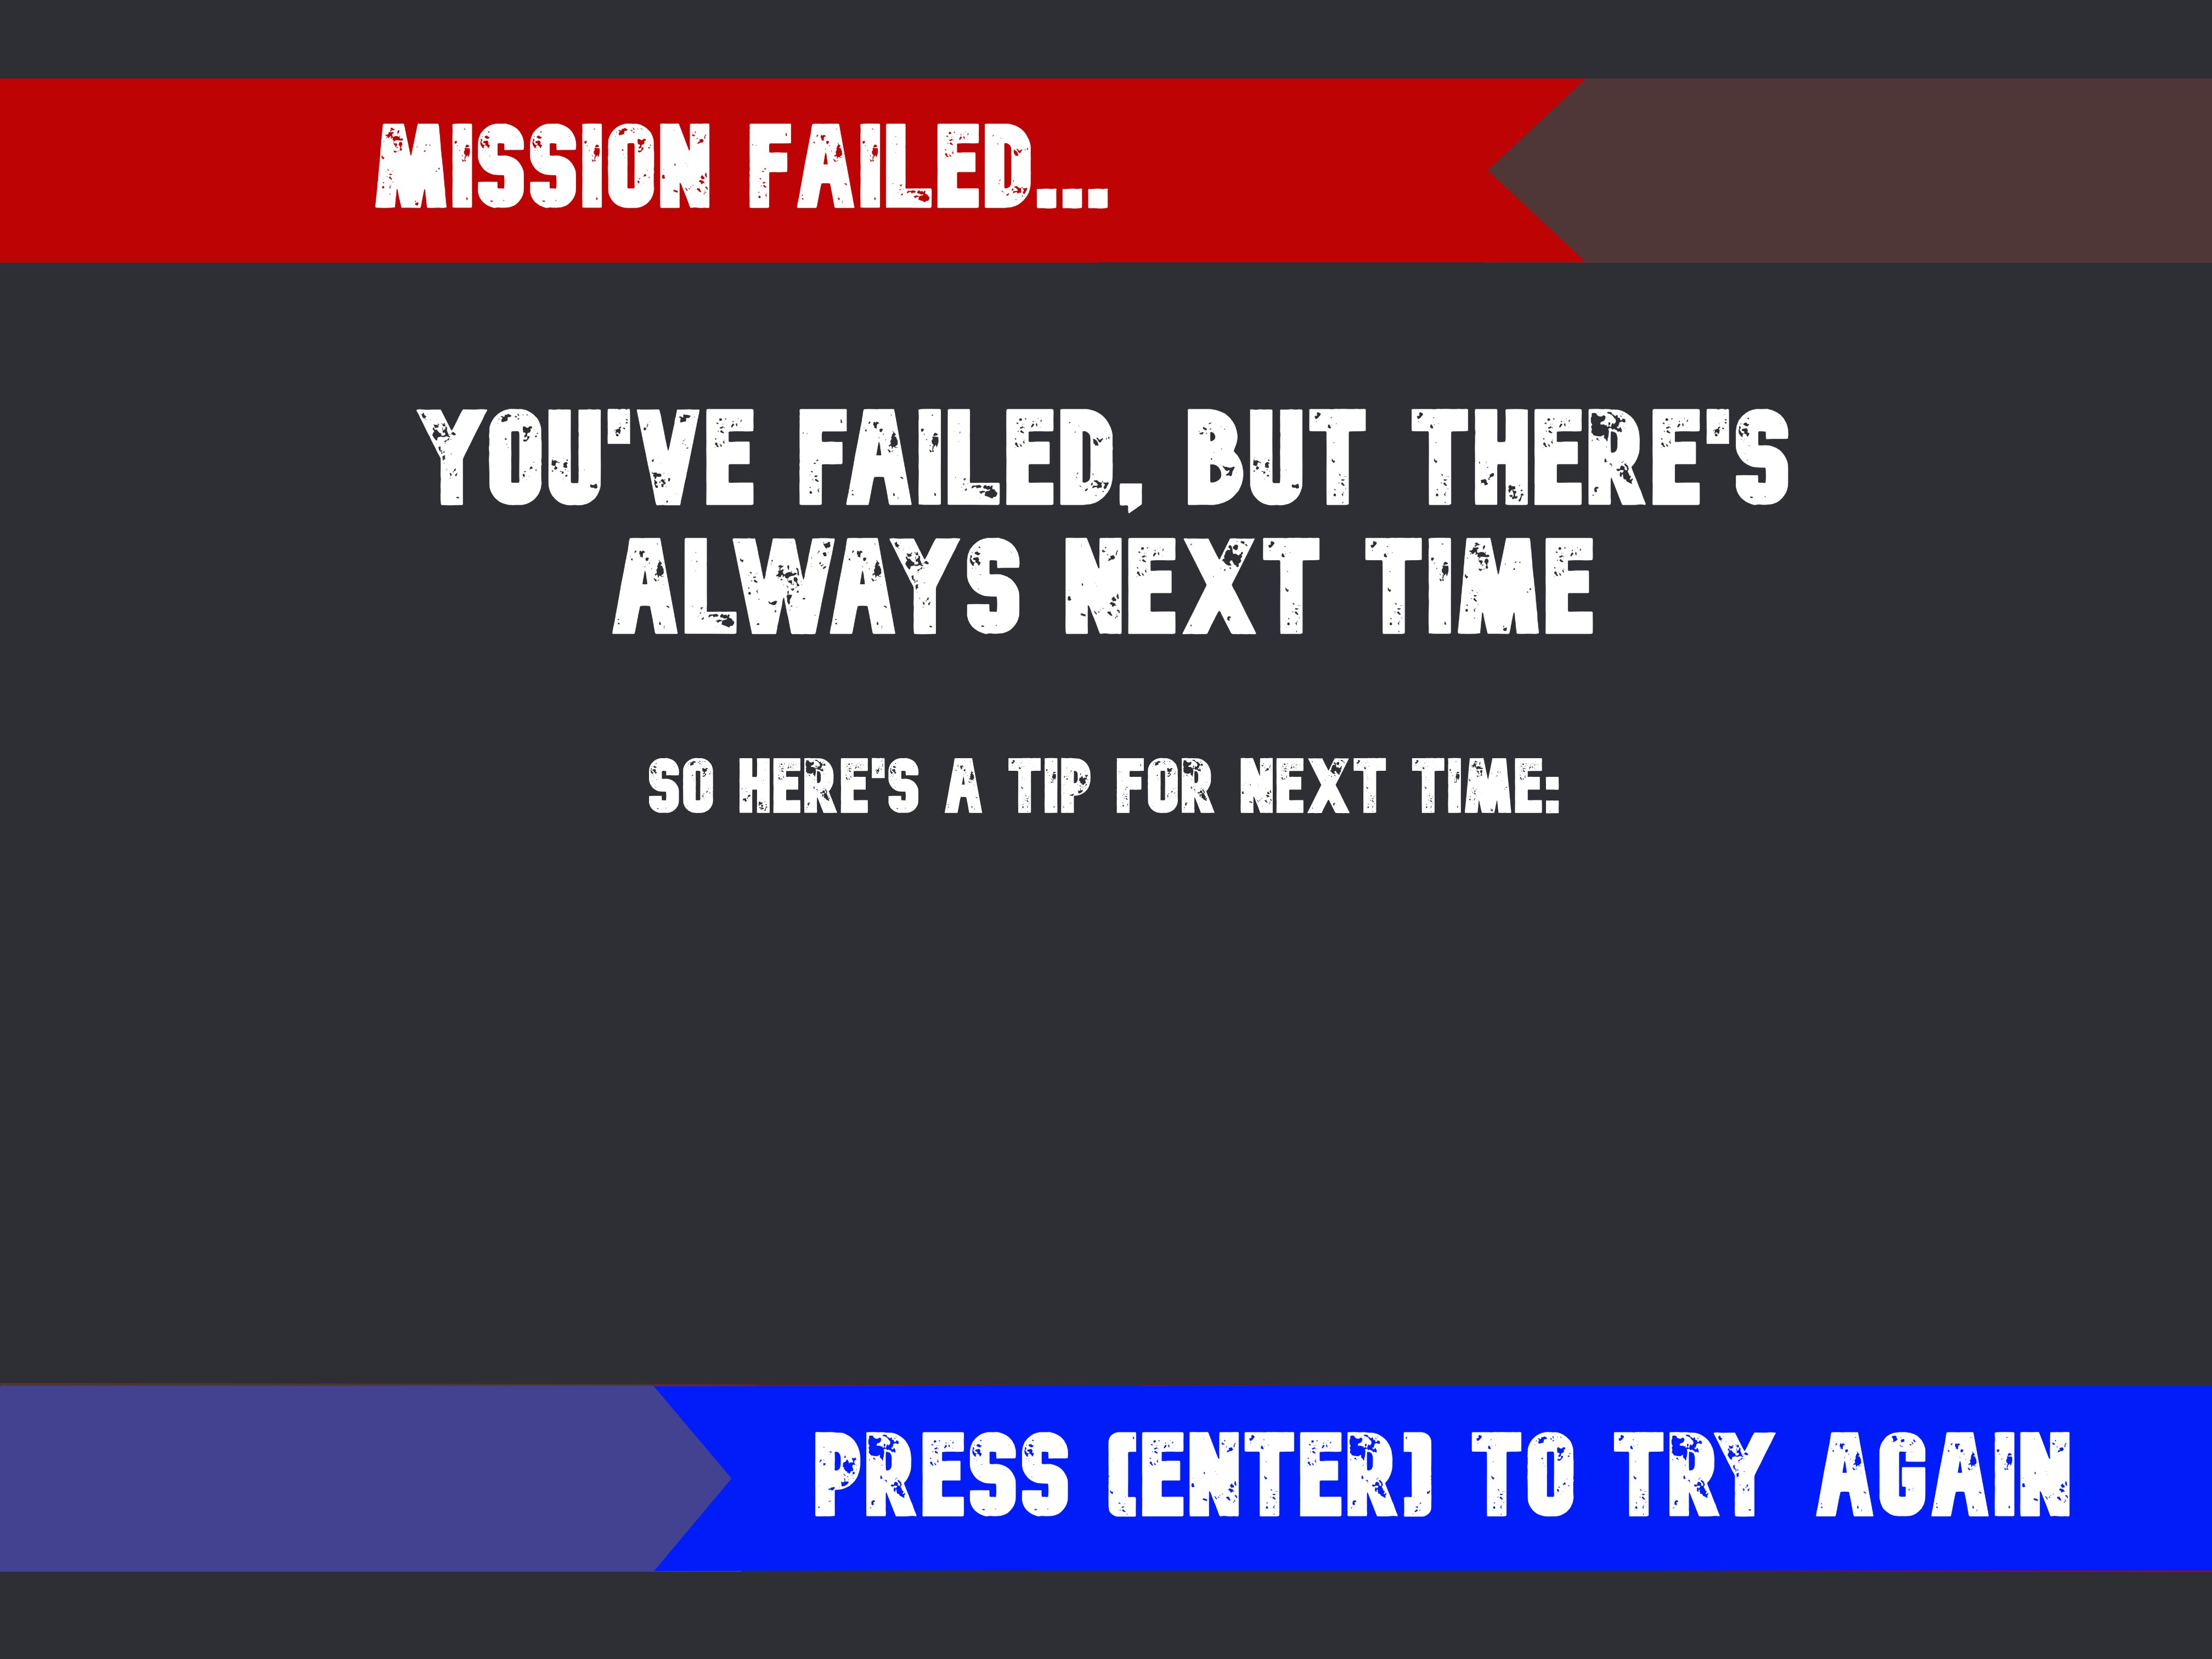 MISSION FAILED...
YOU'VE FAILED, BUT THERE'S
ALWAYS NEXT TIME
SO HERE'S A TIP FOR NEXT TIME:
PRESS [ENTER] TO TRY AGAIN